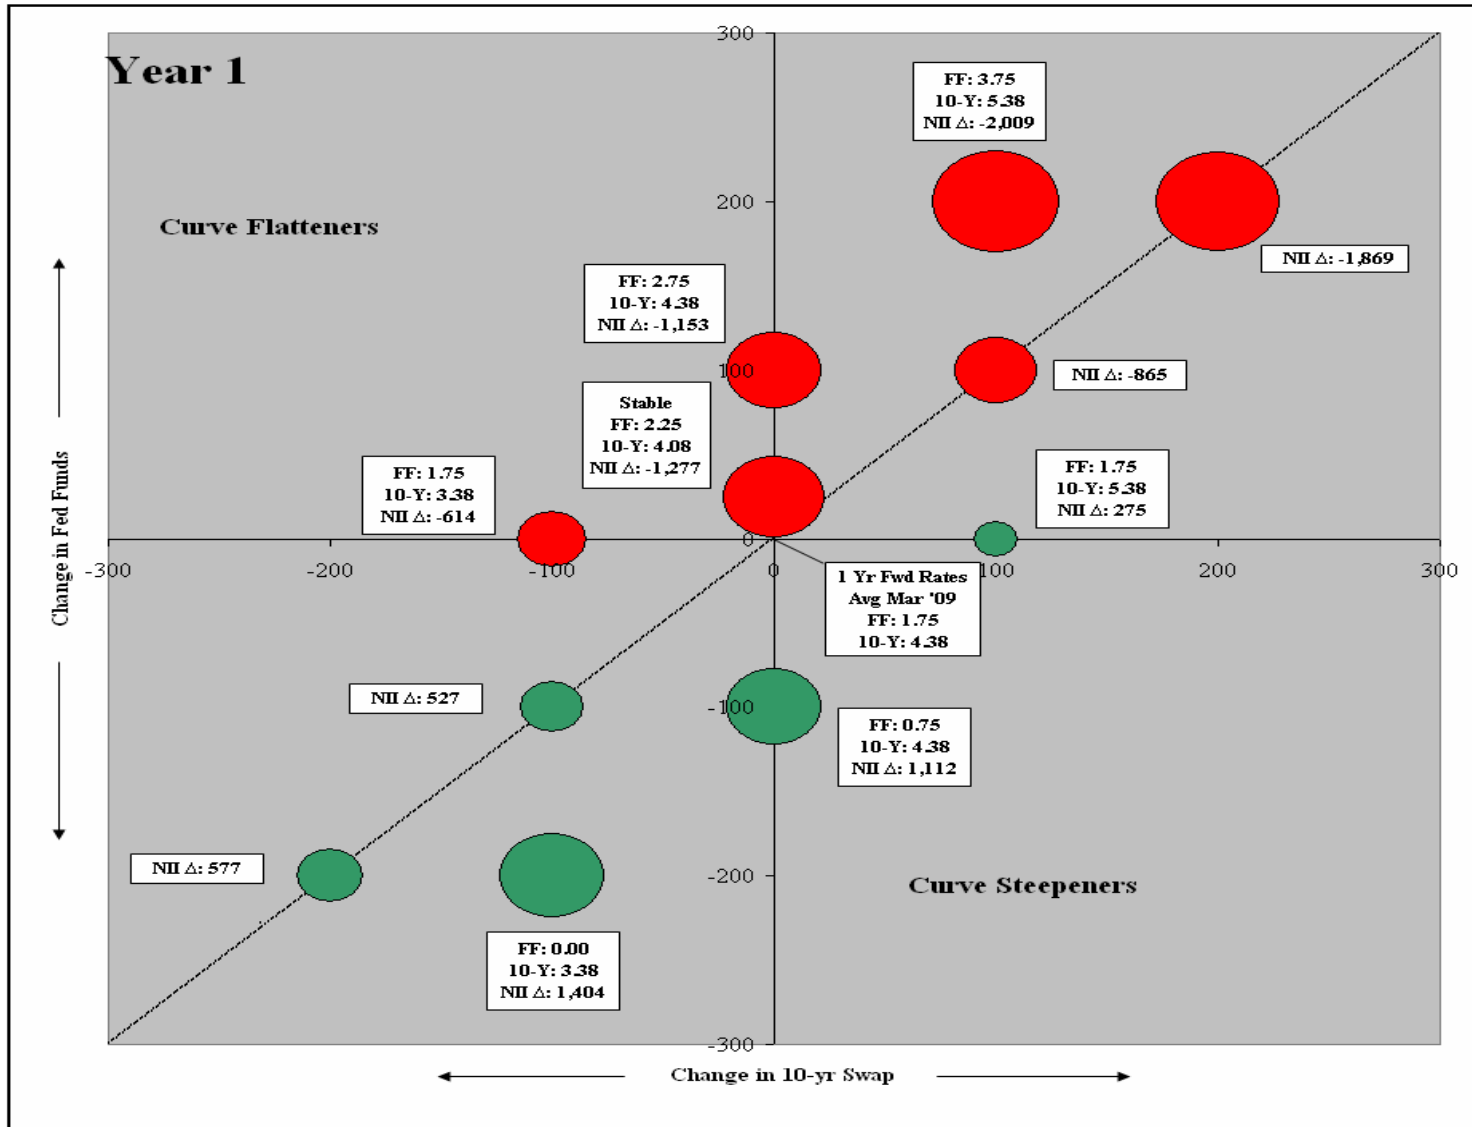 Year 1
300
FF: 3.75
10-Y: 5.38
NII Δ: -2,009
200
Curve Flatteners
NII Δ: -1,869
FF: 2.75
10-Y: 4.38
NII Δ: -1,153
100
NII Δ: -865
Stable
FF: 2.25
10-Y: 4.08
NII Δ: -1,277
FF: 1.75
10-Y: 3.38
NII Δ: -614
FF: 1.75
10-Y: 5.38
NII Δ: 275
Change in Fed Funds
0
-300
-200
-100
0
100
200
300
1 Yr Fwd Rates
Avg Mar '09
FF: 1.75
10-Y: 4.38
NII Δ: 527
-100
FF: 0.75
10-Y: 4.38
NII Δ: 1,112
NII Δ: 577
-200
Curve Steepeners
FF: 0.00
10-Y: 3.38
NII Δ: 1,404
-300
Change in 10-yr Swap